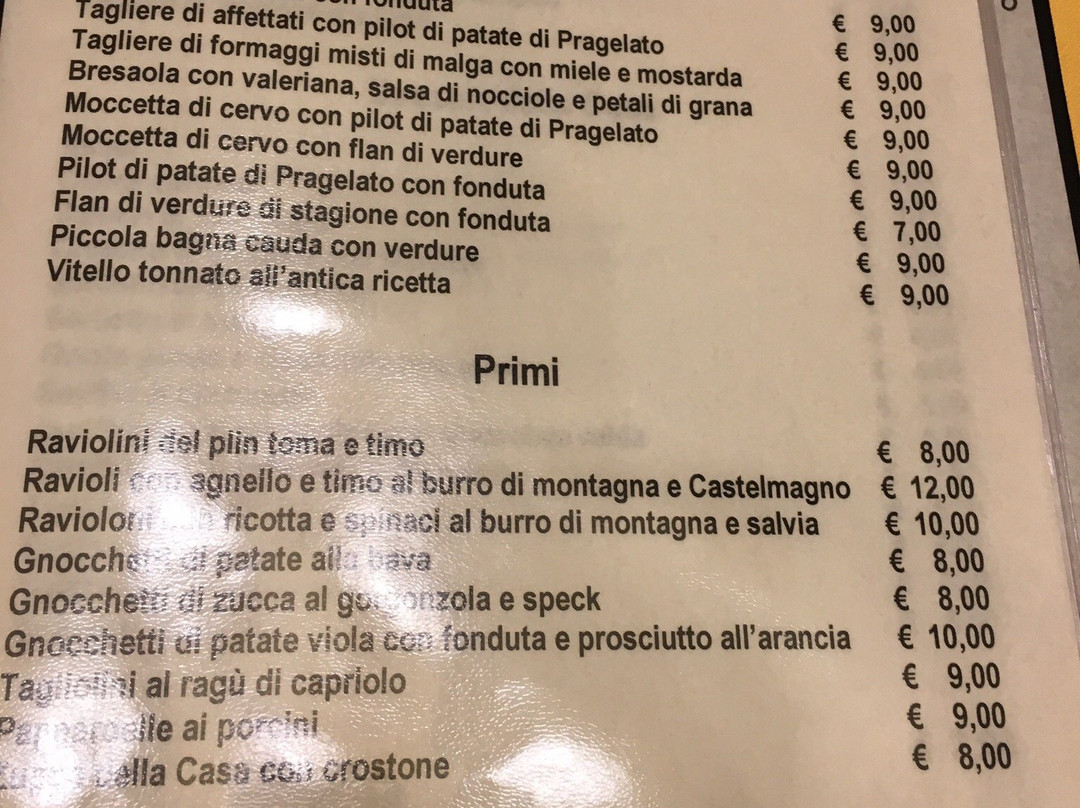 con fonduta € 9,00
Tagliere di affettati con pilot di patate di Pragelato € 9,00
Tagliere di formaggi misti di malga con miele e mostarda € 9,00
Bresaola con valeriana, salsa di nocciole e petali di grana € 9,00
Moccetta di cervo con pilot di patate di Pragelato € 9,00
Moccetta di cervo con flan di verdure € 9,00
Pilot di patate di Pragelato con fonduta € 9,00
Flan di verdure di stagione con fonduta € 7,00
Piccola bagna cauda con verdure € 9,00
Vitello tonnato all'antica ricetta € 9,00
Primi
Raviolini del plin toma e timo € 8,00
Ravioli con agnello e timo al burro di montagna e Castelmagno € 12,00
Ravioloni con ricotta e spinaci al burro di montagna e salvia € 10,00
Gnocchetti di patate alla bava € 8,00
Gnocchetti di zucca al gorgonzola e speck € 8,00
Gnocchetti di patate viola con fonduta e prosciutto all'arancia € 10,00
Tagliolini al ragù di capriolo € 9,00
Pappardelle ai porcini € 9,00
della Casa con crostone € 8,00